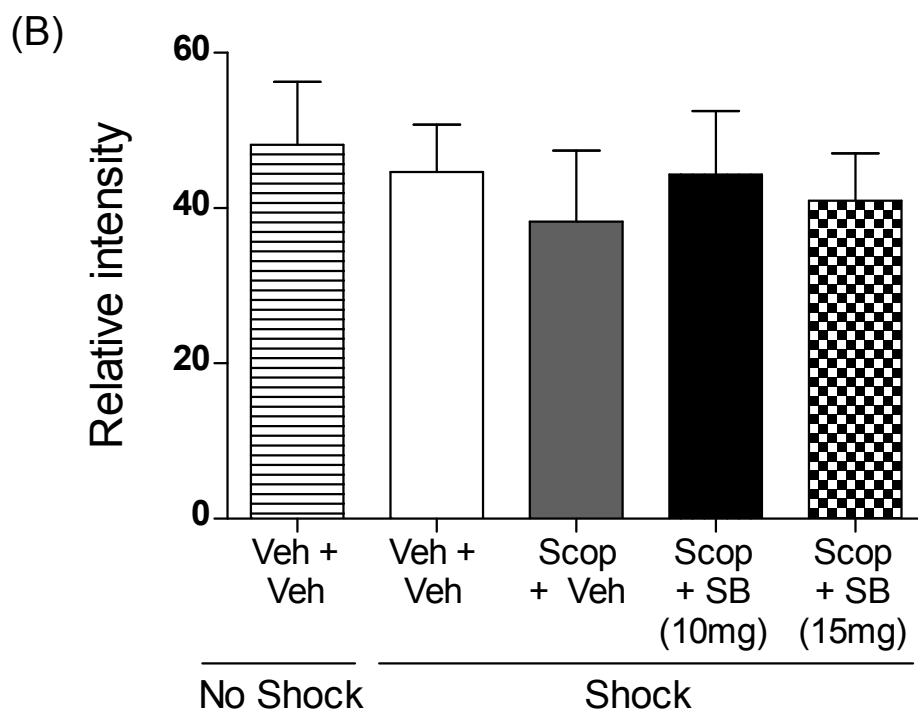 (B)
Relative intensity
60
40
20
0
Veh +
Veh
Veh +
Veh
Scop
+ Veh
Scop
+ SB
(10mg)
Scop
+ SB
(15mg)
No Shock
Shock